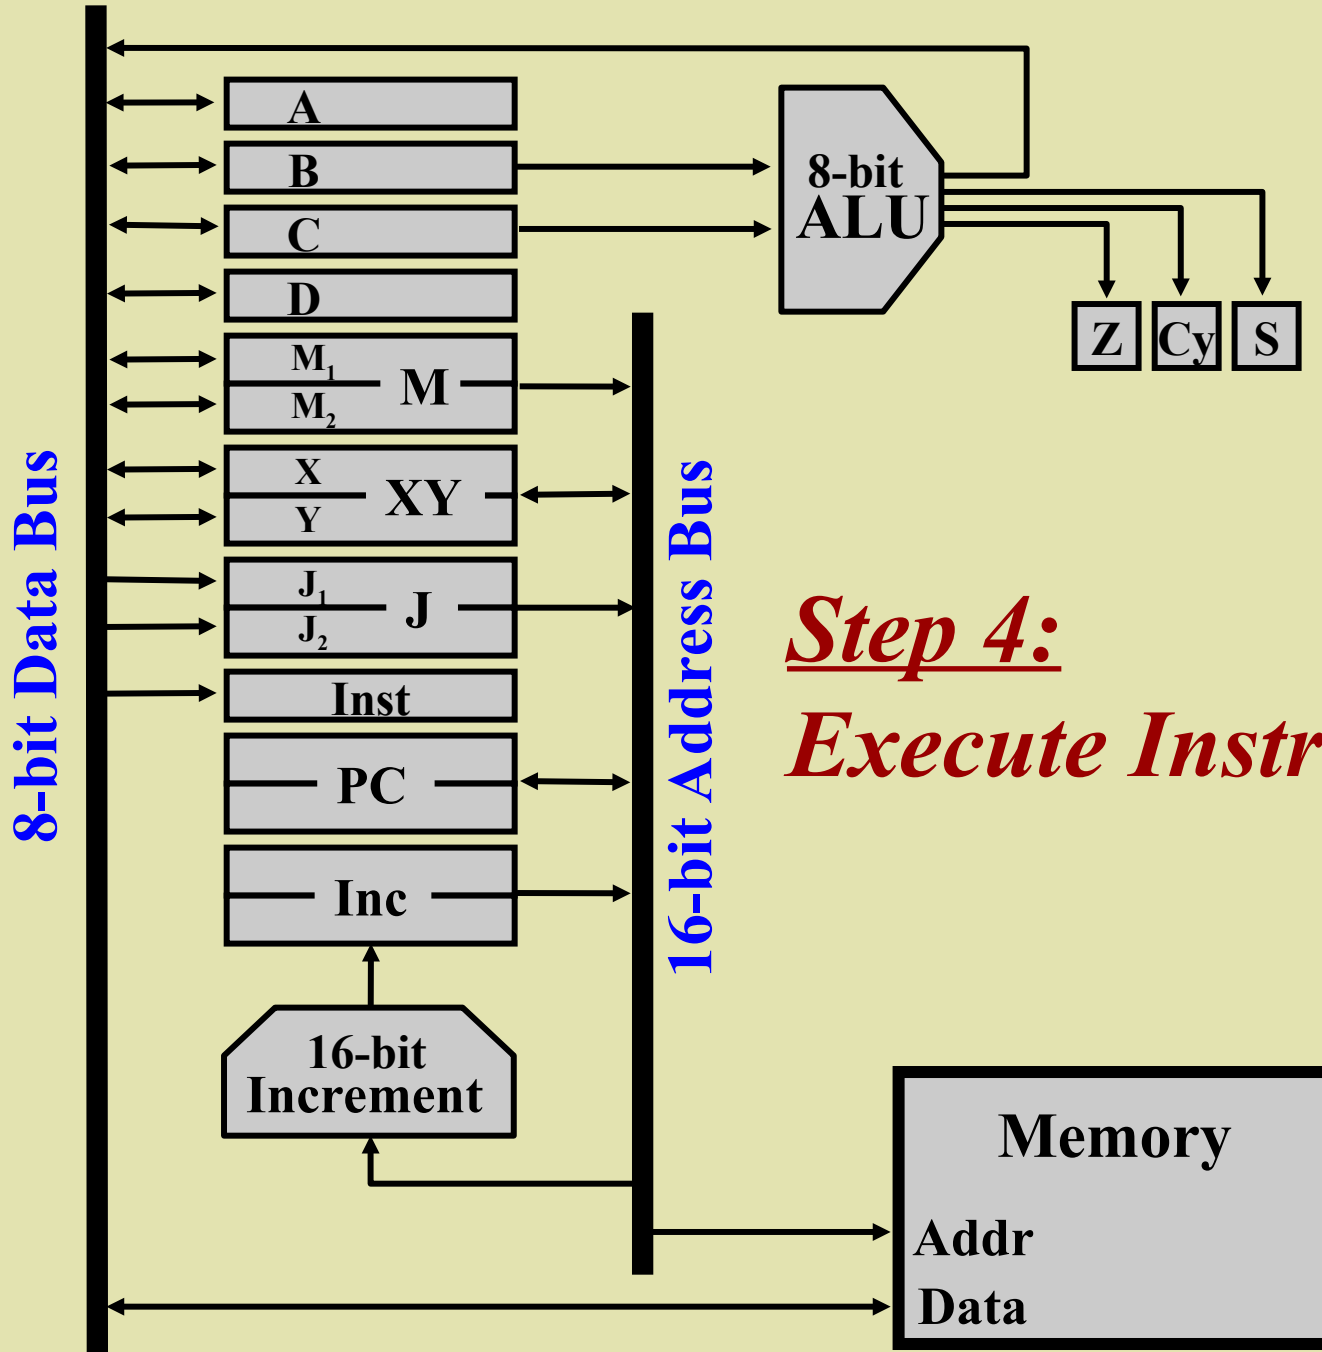 A
B
C
D
M₁
M₂
M
X
Y
XY
J₁
J₂
J
Inst
PC
Inc
16-bit
Increment
8-bit Data Bus
16-bit Address Bus
8-bit
ALU
Z
Cy
S
Step 4:
Execute Instr
Memory
Addr
Data